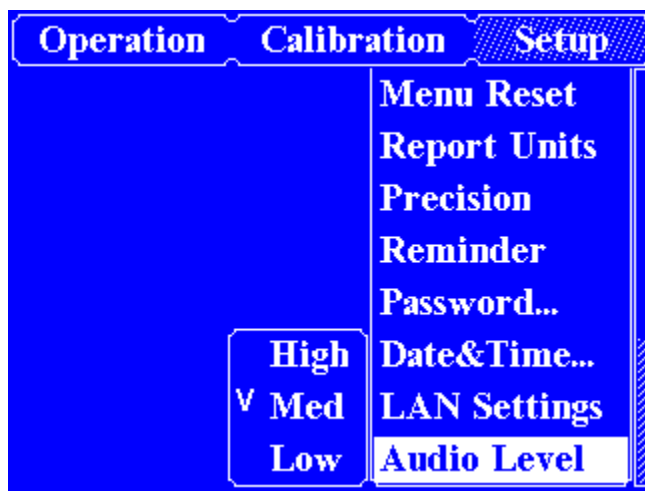 Operation Calibration Setup
Menu Reset
Report Units
Precision
Reminder
Password...
High Date&Time...
V Med LAN Settings
Low Audio Level